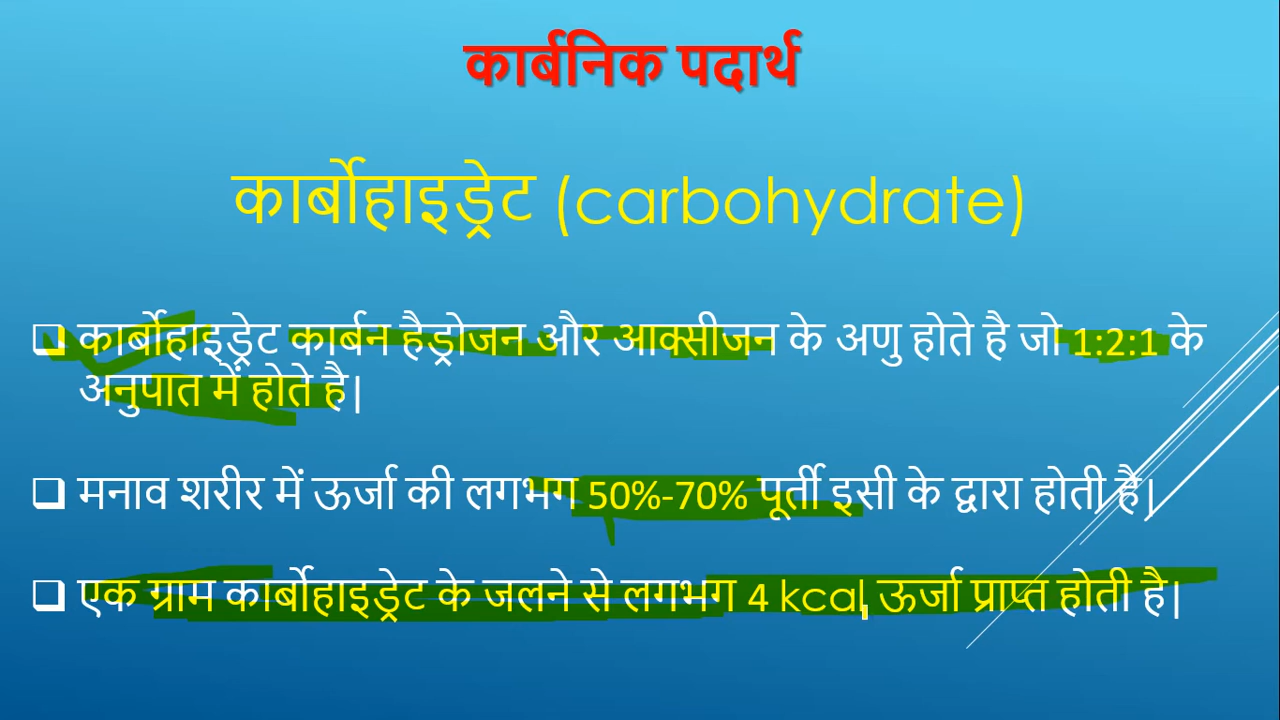 कार्बनिक पदार्थ
कार्बोहाइड्रेट (carbohydrate)
कार्बोहाइड्रेट कार्बन हैड्रोजन और आक्सीजन के अणु होते है जो 1:2:1 के
अनुपात में होते है|
मनाव शरीर में ऊर्जा की लगभग 50%-70% पूर्ती इसी के द्वारा होती है|
एक ग्राम कार्बोहाइड्रेट के जलने से लगभग 4 kcal, ऊर्जा प्राप्त होती है|